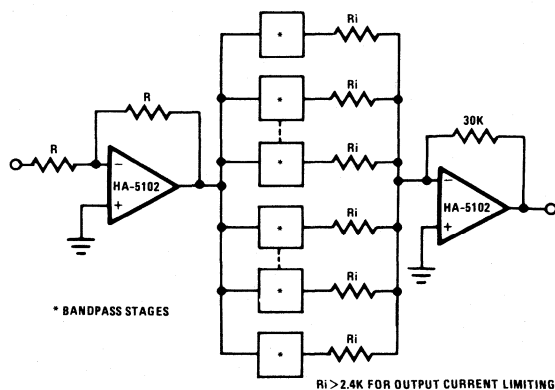 *
Ri
R
*
Ri
30K
R
*
Ri
-
HA-5102
+
-
HA-5102
+
*
Ri
*
Ri
* BANDPASS STAGES
*
Ri
Ri > 2.4K FOR OUTPUT CURRENT LIMITING